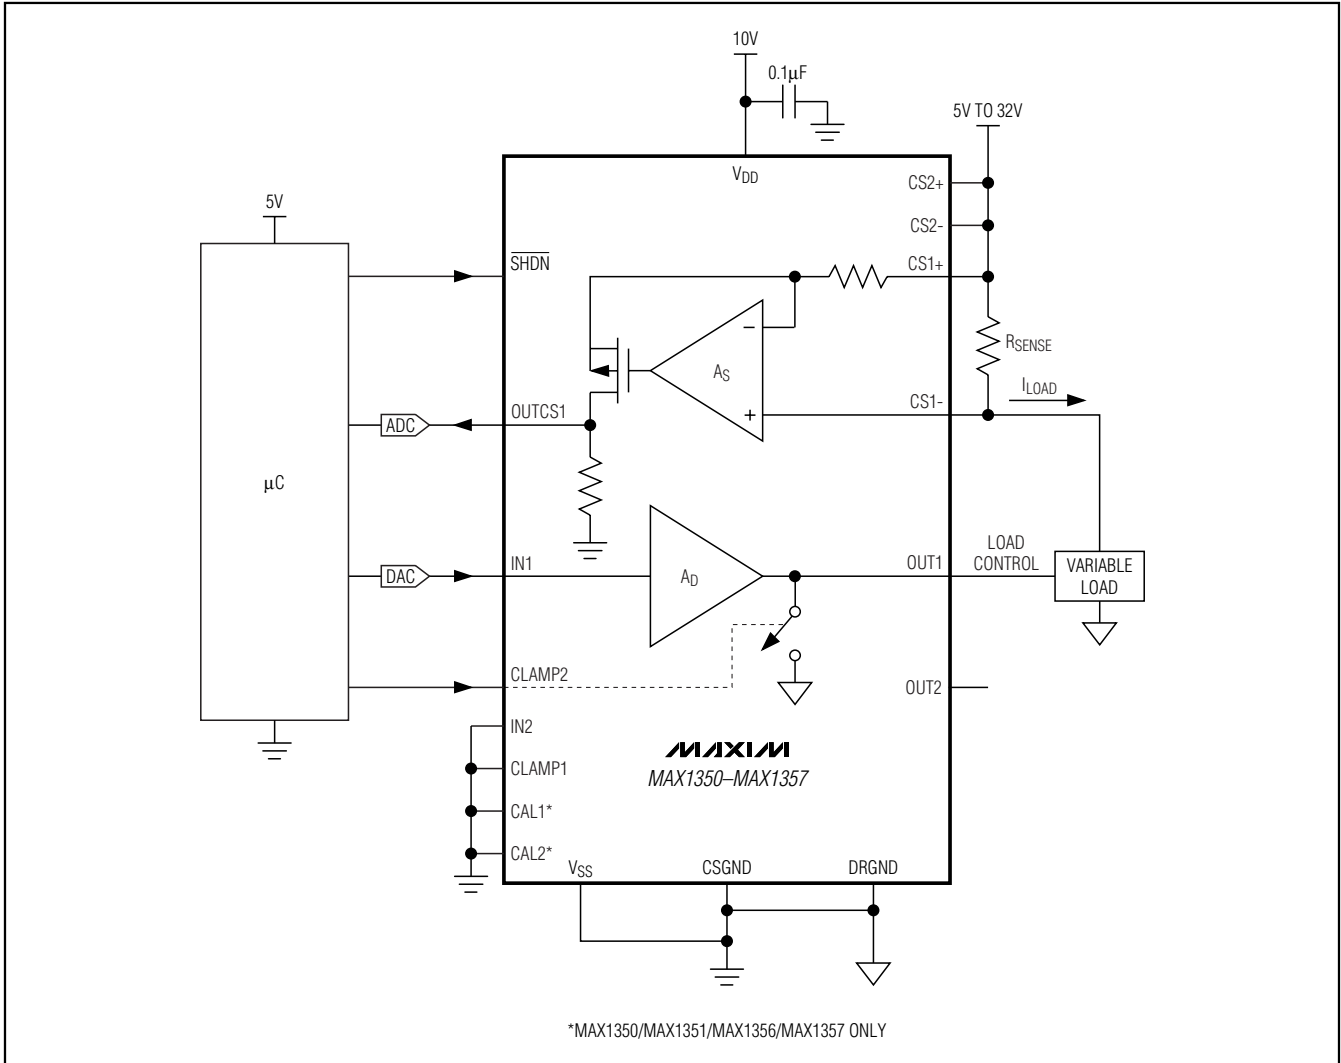 10V
0.1µF
5V TO 32V
VDD
CS2+
5V
CS2-
SHDN
CS1+
−
RSENSE
AS
ILOAD
CS1-
+
OUTCS1
ADC
µC
LOAD
CONTROL
IN1
OUT1
DAC
AD
VARIABLE
LOAD
CLAMP2
OUT2
IN2
MAXIM
CLAMP1
MAX1350–MAX1357
CAL1*
CAL2*
VSS
CSGND
DRGND
*MAX1350/MAX1351/MAX1356/MAX1357 ONLY